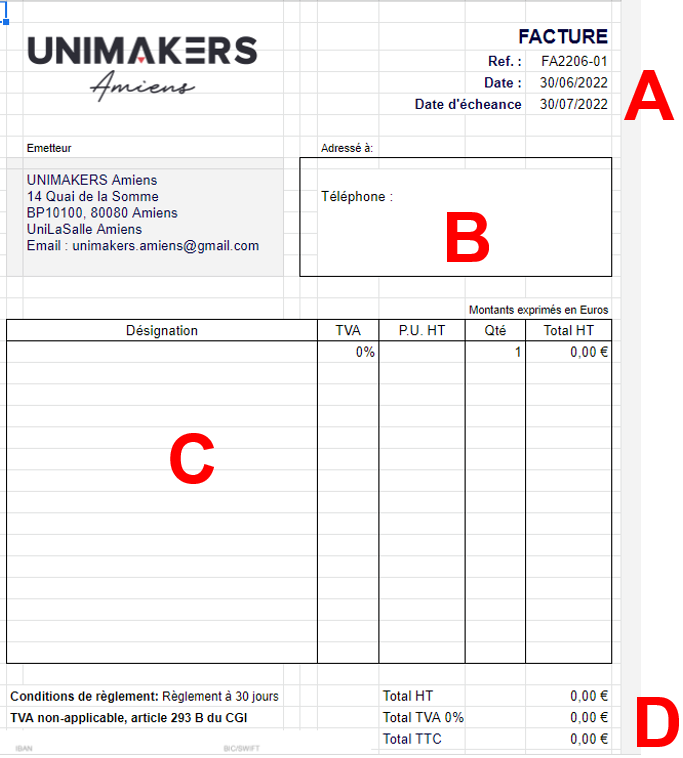 UNIMAKERS
Amiens
FACTURE
Ref. : FA2206-01
Date : 30/06/2022
Date d'écheance 30/07/2022
A
Emetteur
Adressé à:
UNIMAKERS Amiens
14 Quai de la Somme
BP10100, 80080 Amiens
UniLaSalle Amiens
Email : unimakers.amiens@gmail.com
Téléphone :
B
Montants exprimés en Euros
Désignation TVA P.U. HT Qté Total HT
0% 1 0,00 €
C
Conditions de règlement: Règlement à 30 jours
TVA non-applicable, article 293 B du CGI
Total HT 0,00 €
Total TVA 0% 0,00 €
Total TTC 0,00 €
D
IBAN BIC/SWIFT